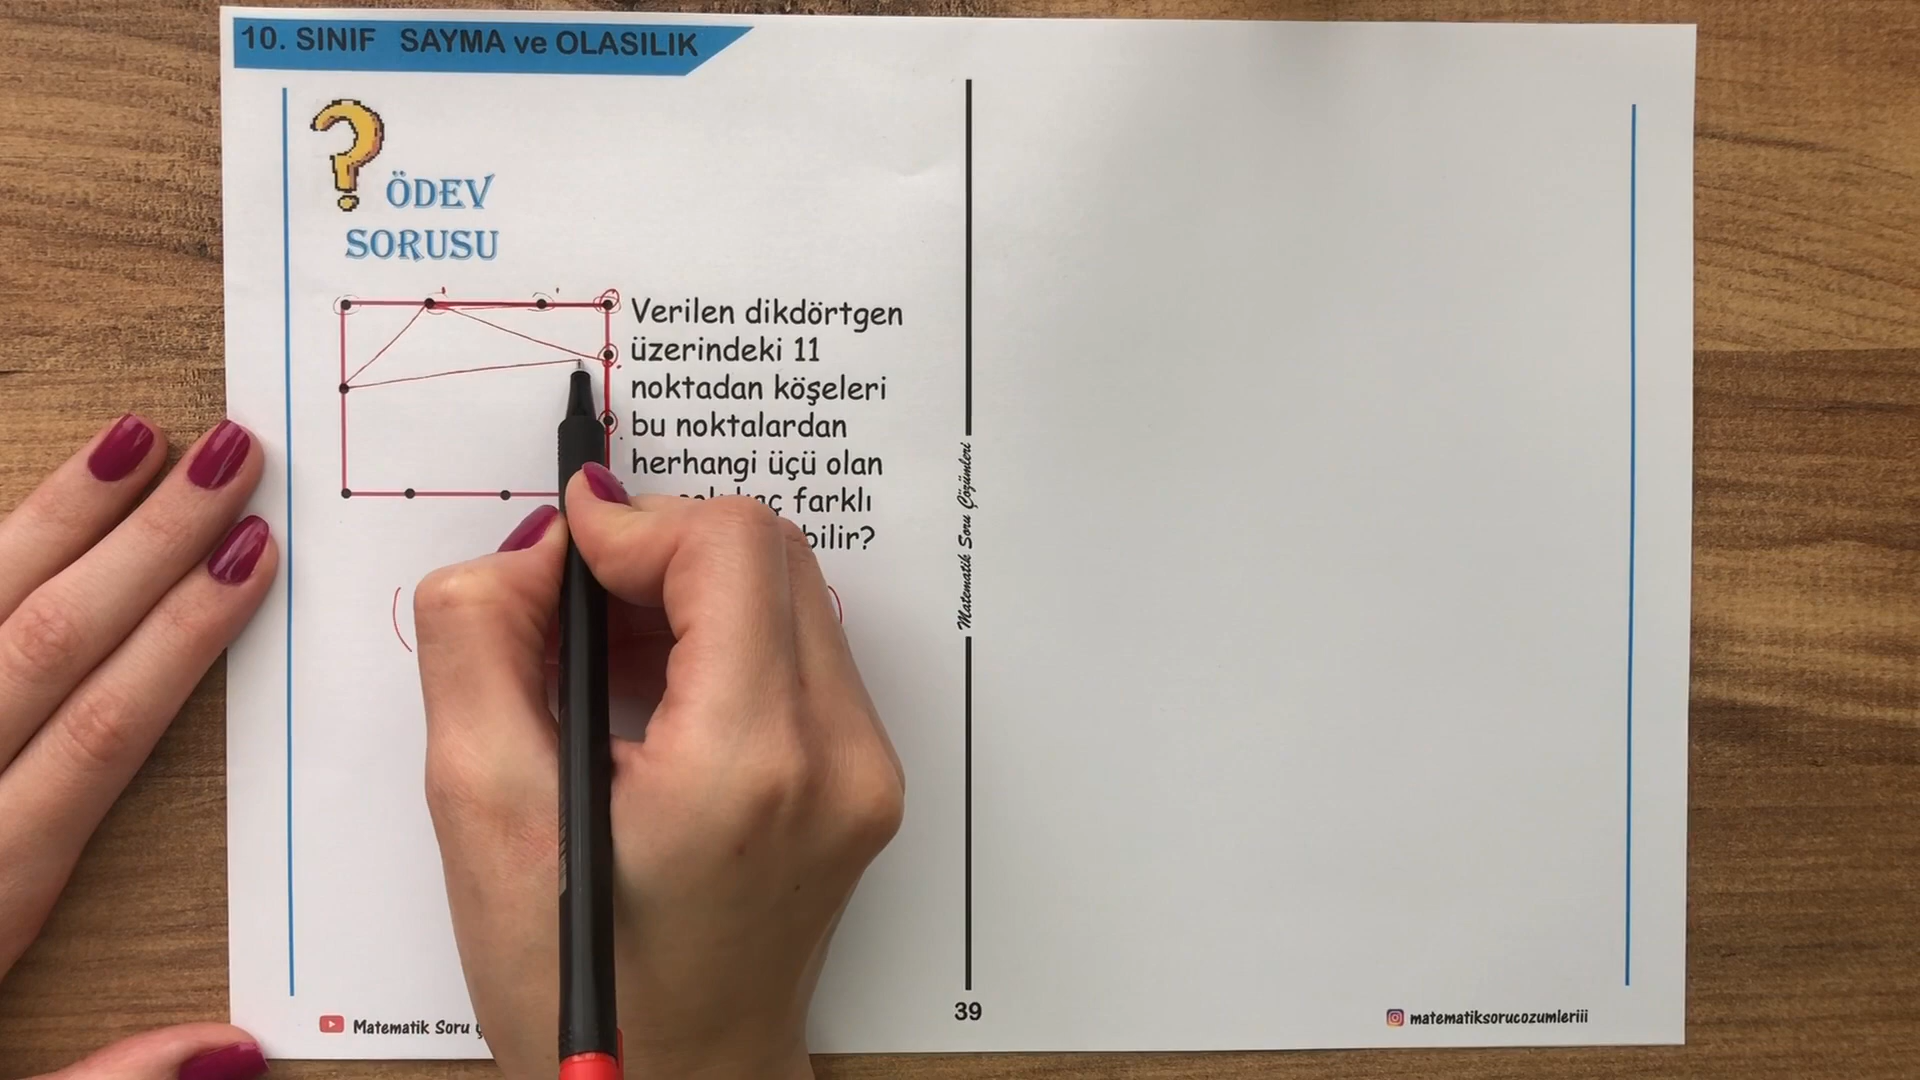 10. SINIF SAYMA ve OLASILIK
ÖDEV
SORUSU
Verilen dikdörtgen
üzerindeki 11
noktadan köşeleri
bu noktalardan
herhangi üçü olan
farklı
Matematik Soru Çözümleri
Matematik Soru
39
matematiksorucozumleriii